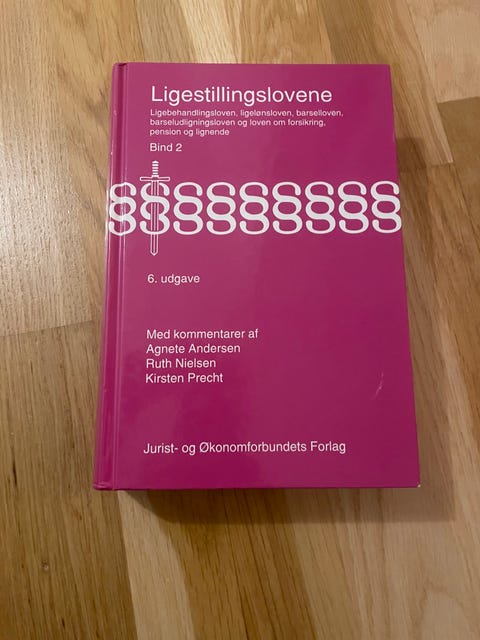 Ligestillingslovene
Ligebehandlingsloven, ligelønsloven, barselloven,
barseludligningsloven og loven om forsikring,
pension og lignende
Bind 2
§§§§§§§§§
6. udgave
Med kommentarer af
Agnete Andersen
Ruth Nielsen
Kirsten Precht
Jurist- og Økonomforbundets Forlag